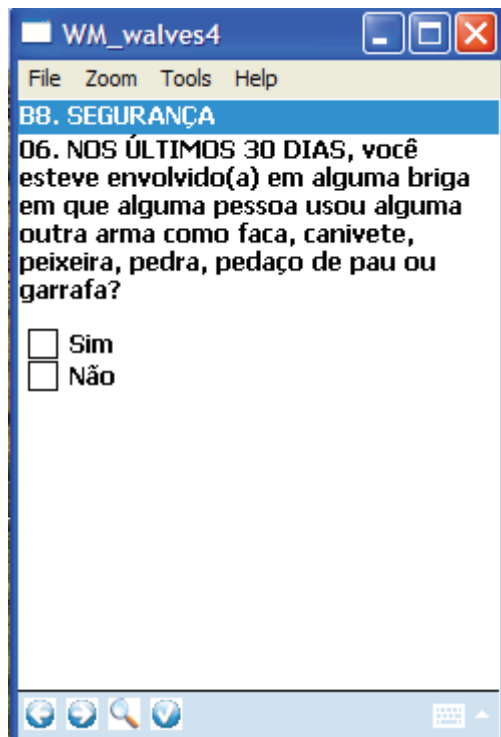 WM_walves4
File Zoom Tools Help
B8. SEGURANÇA
06. NOS ÚLTIMOS 30 DIAS, você
esteve envolvido(a) em alguma briga
em que alguma pessoa usou alguma
outra arma como faca, canivete,
peixeira, pedra, pedaço de pau ou
garrafa?
Sim
Não